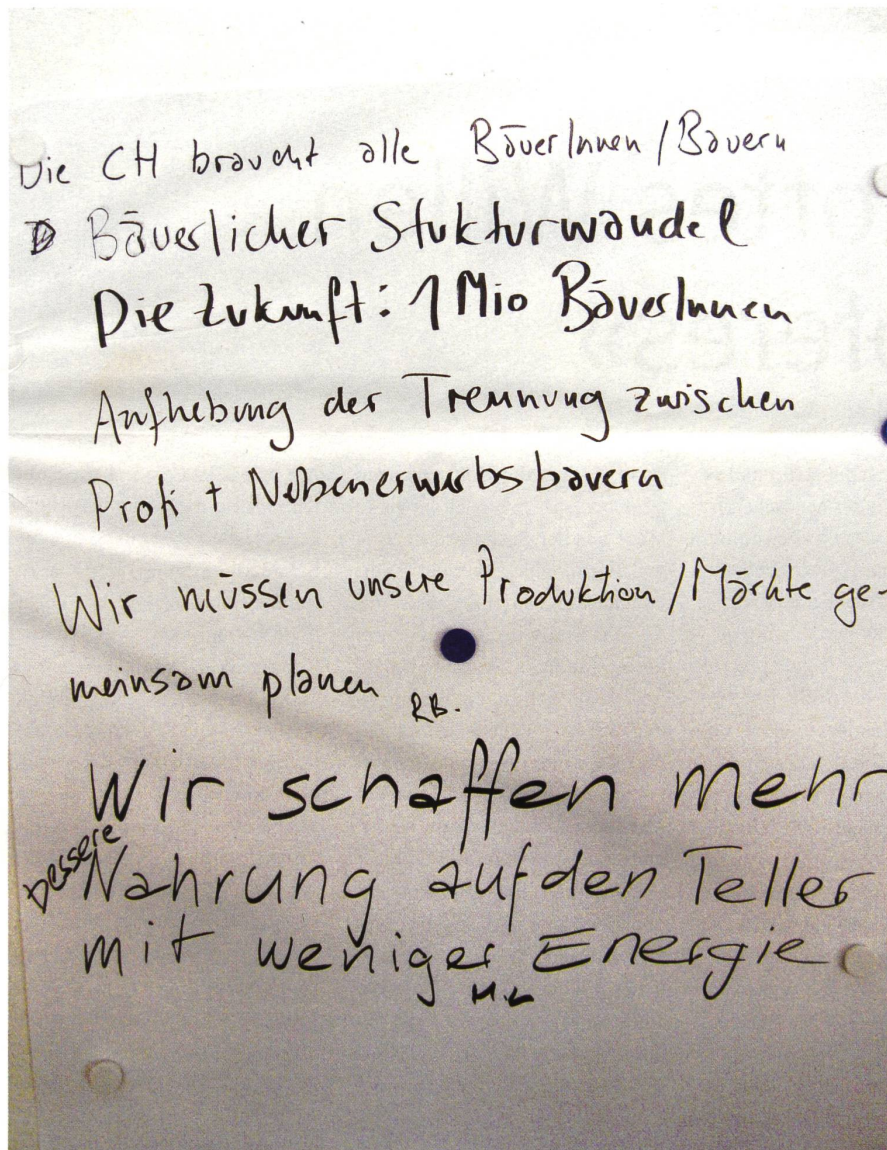 Die CH braucht alle BäuerInnen / Bauern
Bäuerlicher Stukturwandel
Die Zukunft: 1 Mio BäuerInnen
Aufhebung der Trennung zwischen
Profi + Nebenerwerbsbauern
Wir müssen unsere Produktion / Märkte ge-
meinsam planen RB.
Wir schaffen mehr
bessere Nahrung auf den Teller
mit weniger Energie